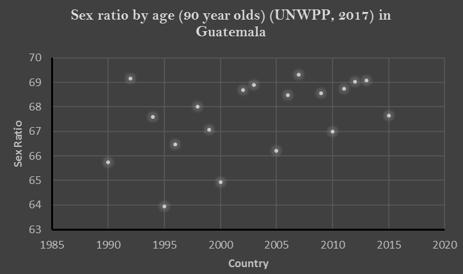 Sex ratio by age (90 year olds) (UNWPP, 2017) in
Guatemala
70
69
68
67
66
65
64
63
Sex Ratio
1985 1990 1995 2000 2005 2010 2015 2020
Country